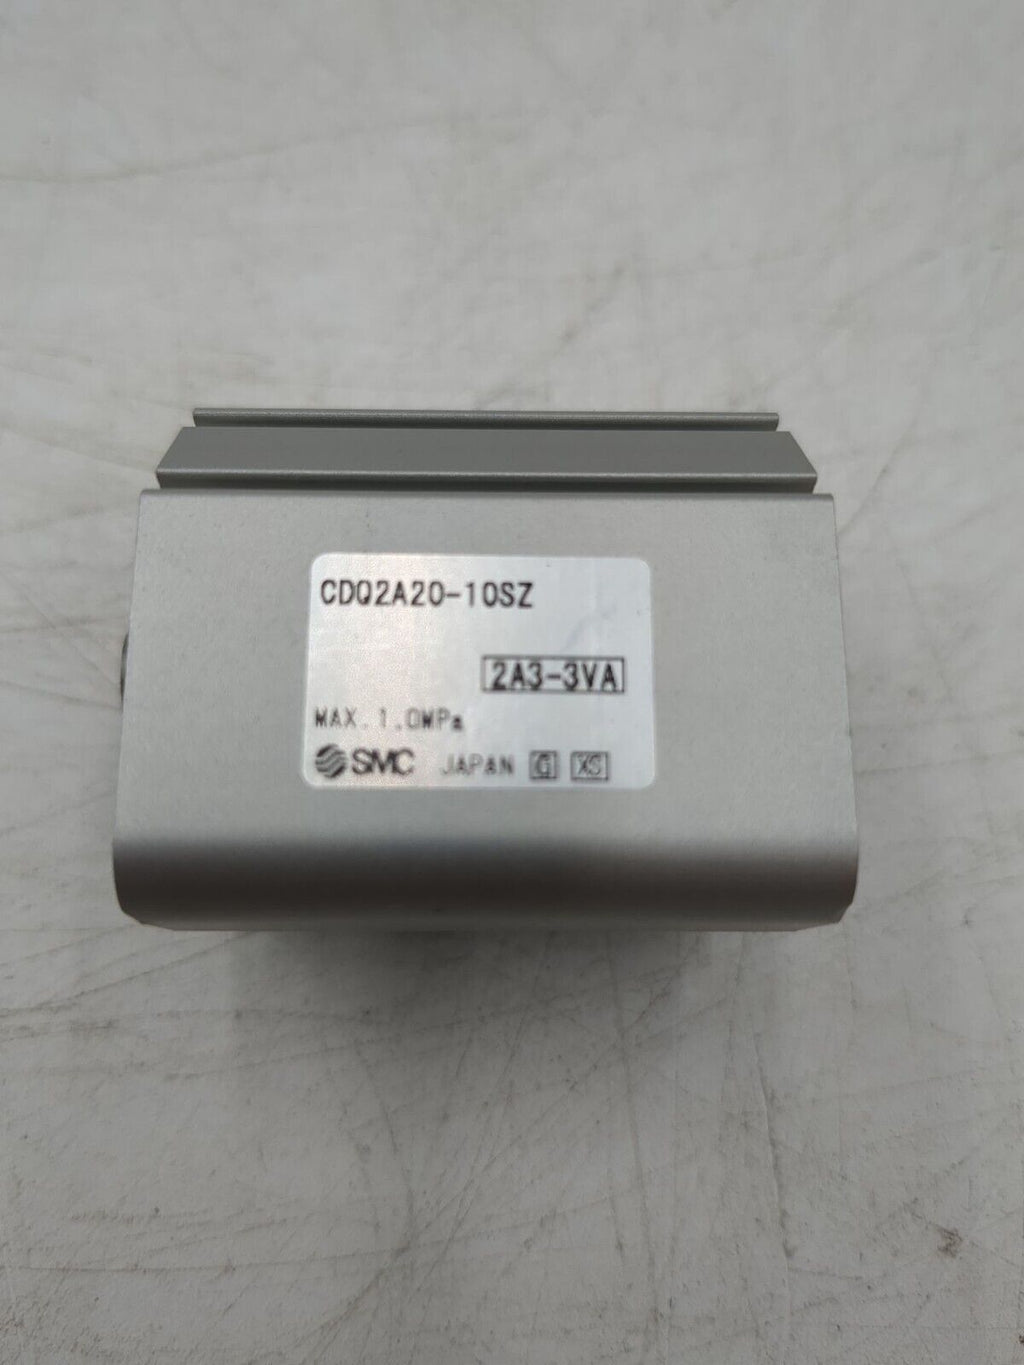 CDQ2A20-10SZ
2A3-3VA
MAX. 1.0MPa
SMC JAPAN G XS